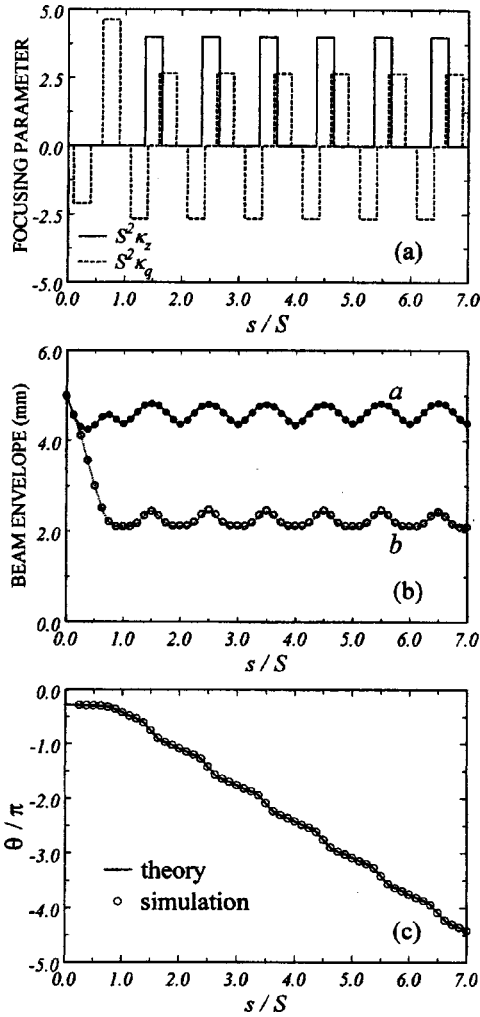 5.0
2.5
0.0
-2.5
5.0
FOCUSING PARAMETER
S²κ_z
S²κ_q
(a)
0.0 1.0 2.0 3.0 4.0 5.0 6.0 7.0
s / S
6.0
4.0
2.0
0.0
BEAM ENVELOPE (mm)
a
b
(b)
0.0 1.0 2.0 3.0 4.0 5.0 6.0 7.0
s / S
0.0
-1.0
-2.0
-3.0
-4.0
-5.0
θ / π
theory
simulation
(c)
0.0 1.0 2.0 3.0 4.0 5.0 6.0 7.0
s / S